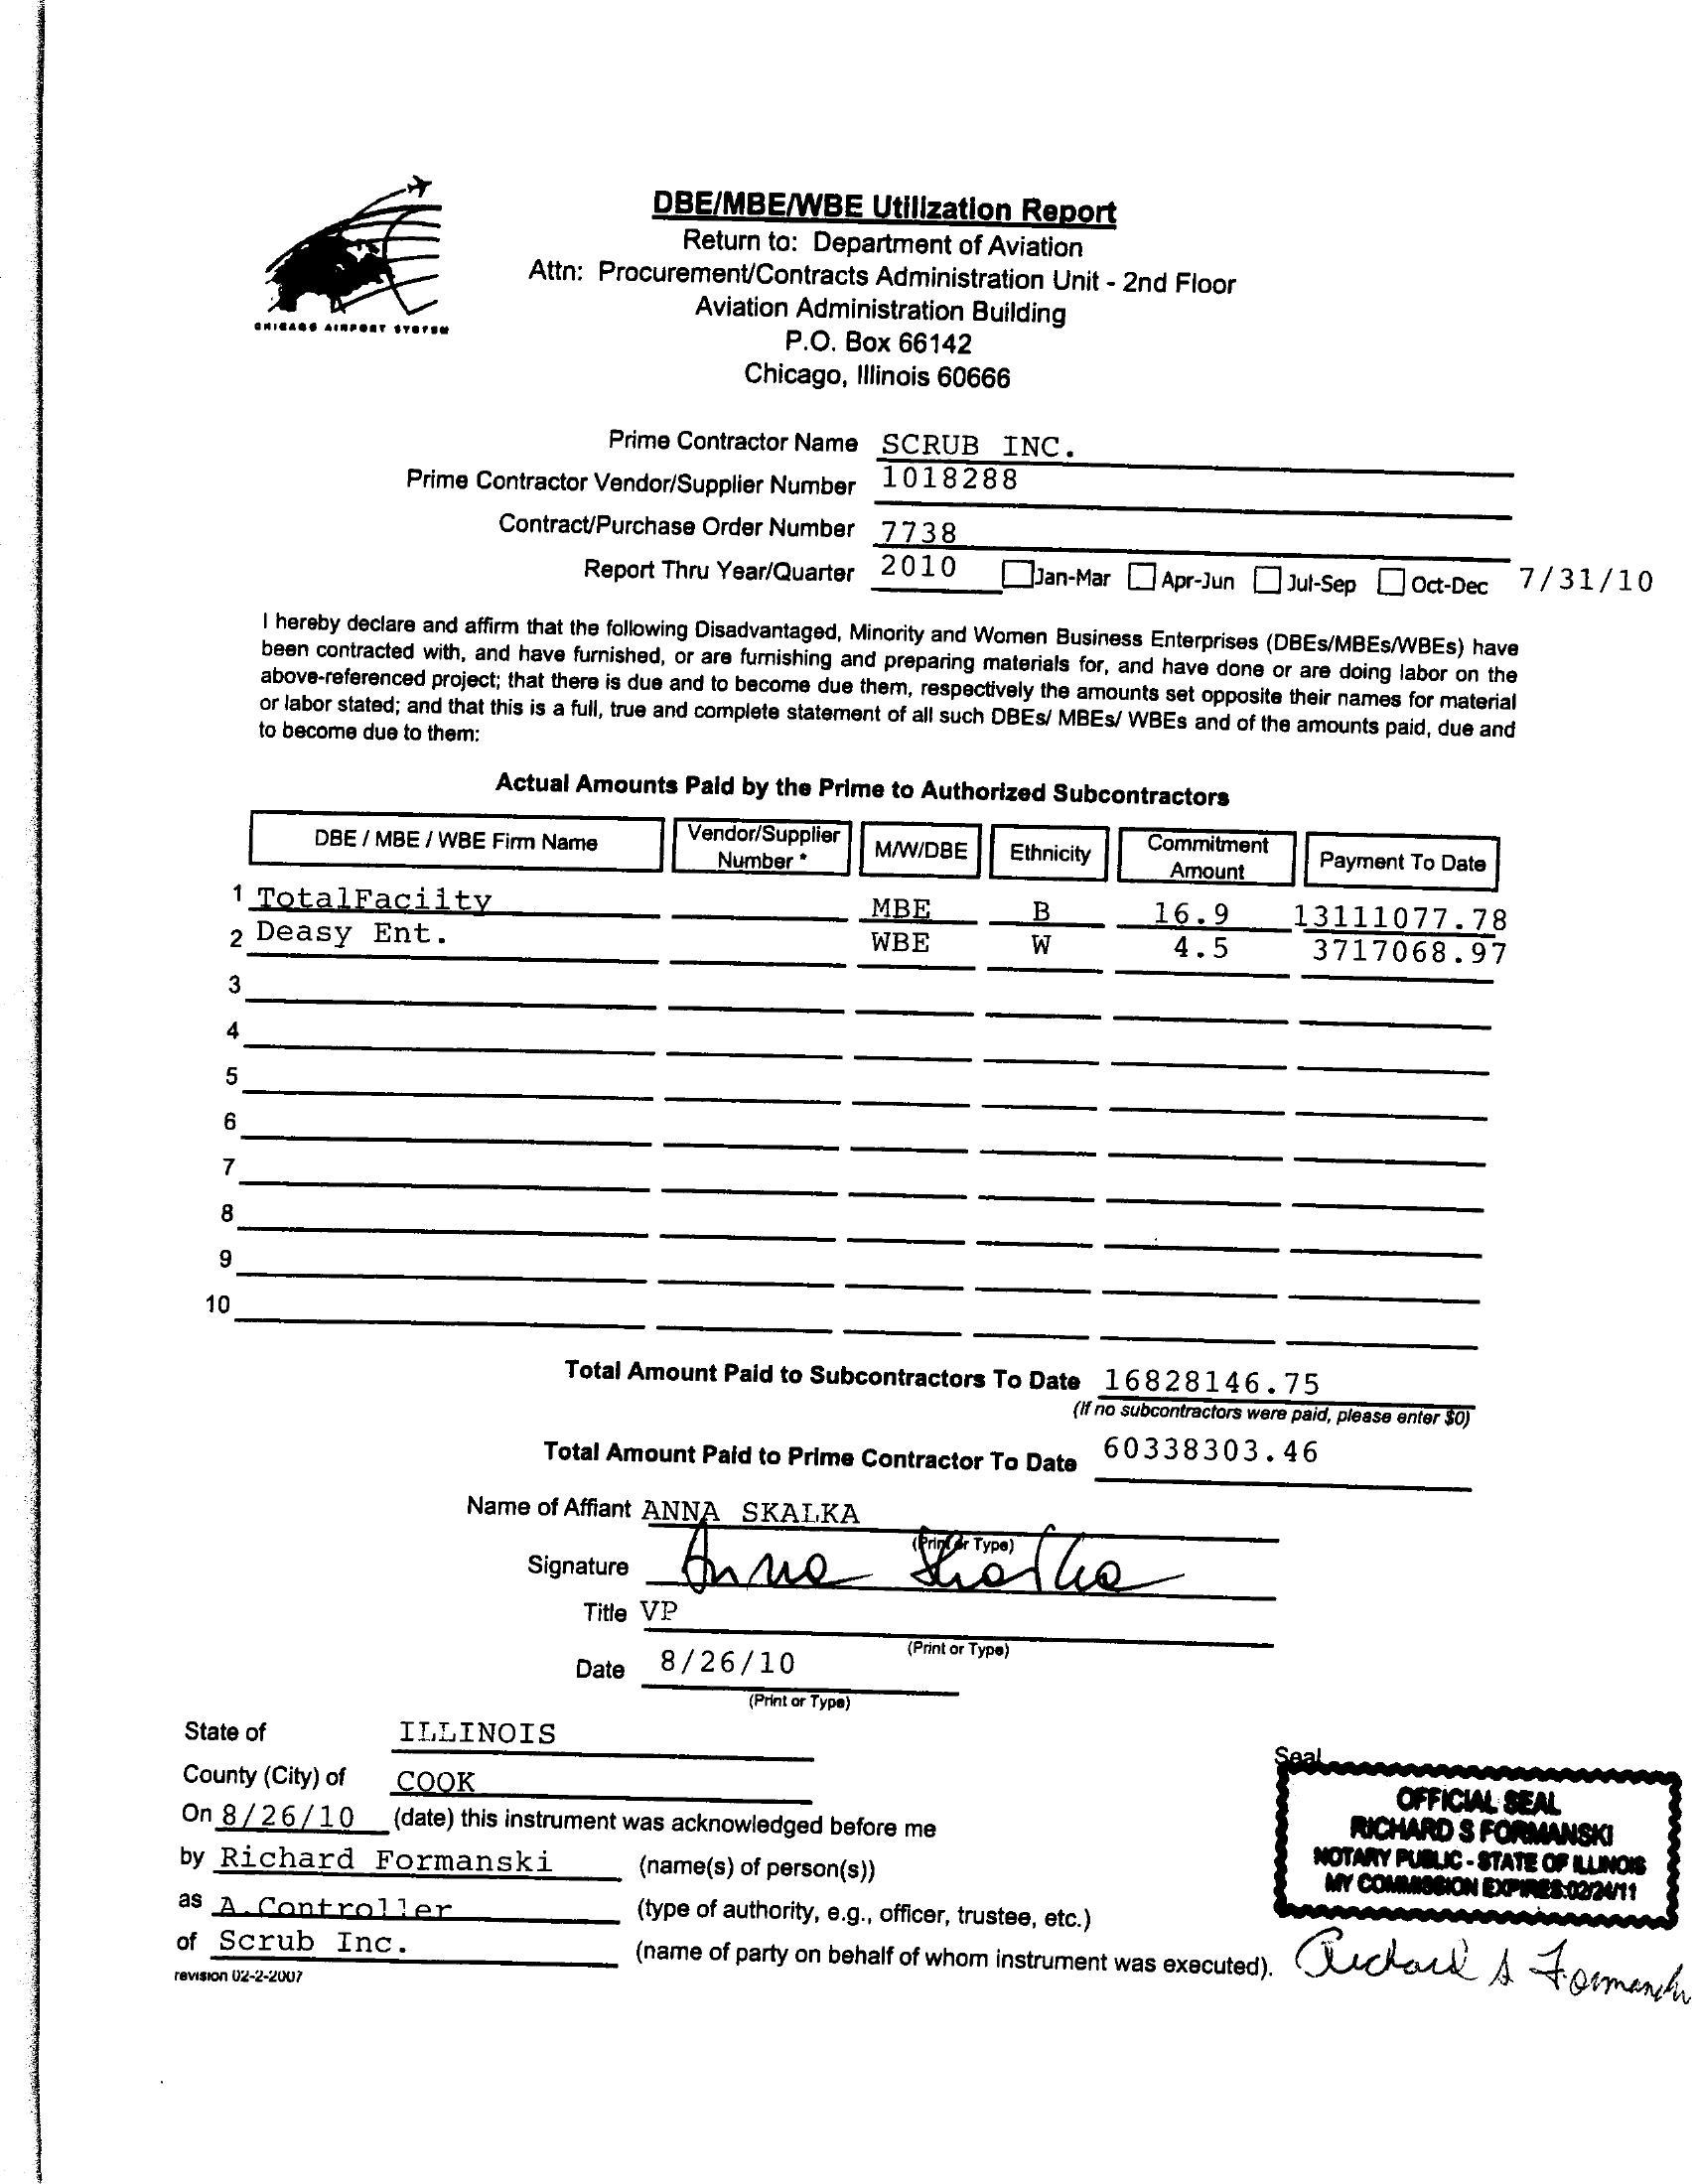 CHICAGO AIRPORT SYSTEM
DBE/MBE/WBE Utilization Report
Return to: Department of Aviation
Attn: Procurement/Contracts Administration Unit - 2nd Floor
Aviation Administration Building
P.O. Box 66142
Chicago, Illinois 60666
Prime Contractor Name SCRUB INC.
Prime Contractor Vendor/Supplier Number 1018288
Contract/Purchase Order Number 7738
Report Thru Year/Quarter 2010 Jan-Mar Apr-Jun Jul-Sep Oct-Dec 7/31/10
I hereby declare and affirm that the following Disadvantaged, Minority and Women Business Enterprises (DBEs/MBEs/WBEs) have
been contracted with, and have furnished, or are furnishing and preparing materials for, and have done or are doing labor on the
above-referenced project; that there is due and to become due them, respectively the amounts set opposite their names for material
or labor stated; and that this is a full, true and complete statement of all such DBEs/ MBEs/ WBEs and of the amounts paid, due and
to become due to them:
Actual Amounts Paid by the Prime to Authorized Subcontractors
DBE / MBE / WBE Firm Name Vendor/Supplier Number * M/W/DBE Ethnicity Commitment Amount Payment To Date
1 TotalFaciity MBE B 16.9 13111077.78
2 Deasy Ent. WBE W 4.5 3717068.97
3
4
5
6
7
8
9
10
Total Amount Paid to Subcontractors To Date 16828146.75
(If no subcontractors were paid, please enter $0)
Total Amount Paid to Prime Contractor To Date 60338303.46
Name of Affiant ANNA SKALKA
(Print or Type)
Signature Anna Skalka
Title VP
(Print or Type)
Date 8/26/10
(Print or Type)
State of ILLINOIS
County (City) of COOK
On 8/26/10 (date) this instrument was acknowledged before me
by Richard Formanski (name(s) of person(s))
as A.Controller (type of authority, e.g., officer, trustee, etc.)
of Scrub Inc. (name of party on behalf of whom instrument was executed).
revision 02-2-2007
Seal
OFFICIAL SEAL
RICHARD S FORMANSKI
NOTARY PUBLIC - STATE OF ILLINOIS
MY COMMISSION EXPIRES:02/24/11
Richard S Formanski